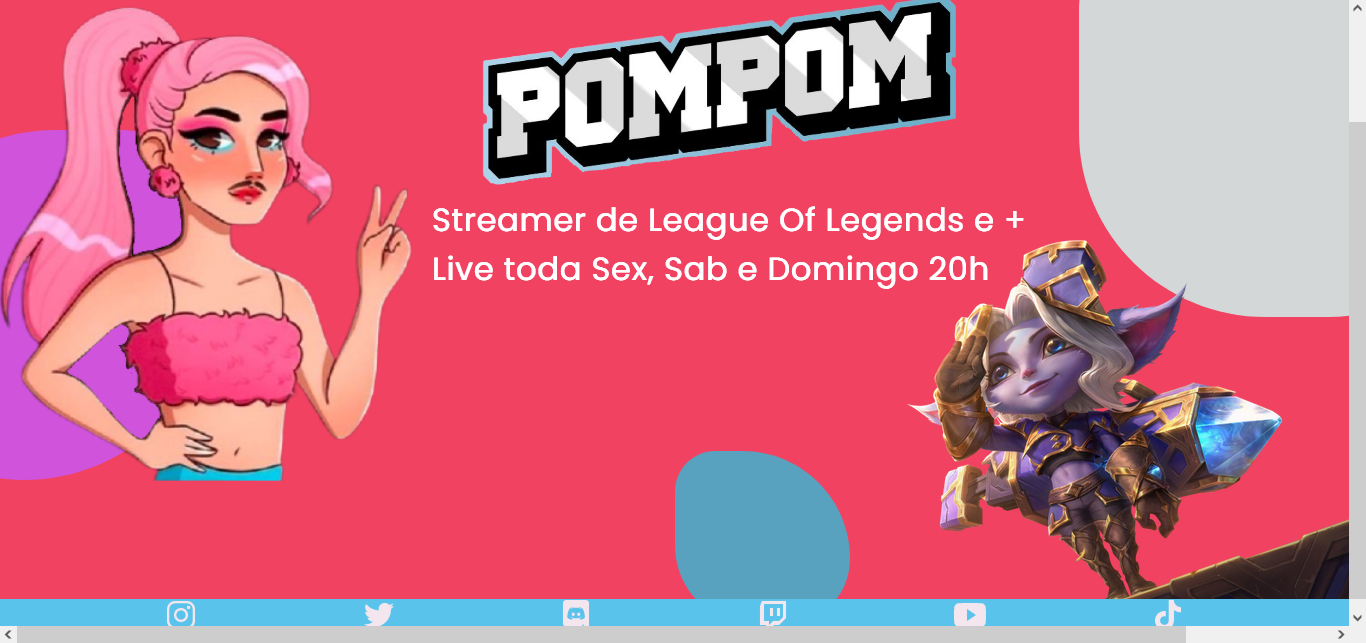 POMPOM
Streamer de League Of Legends e +
Live toda Sex, Sab e Domingo 20h